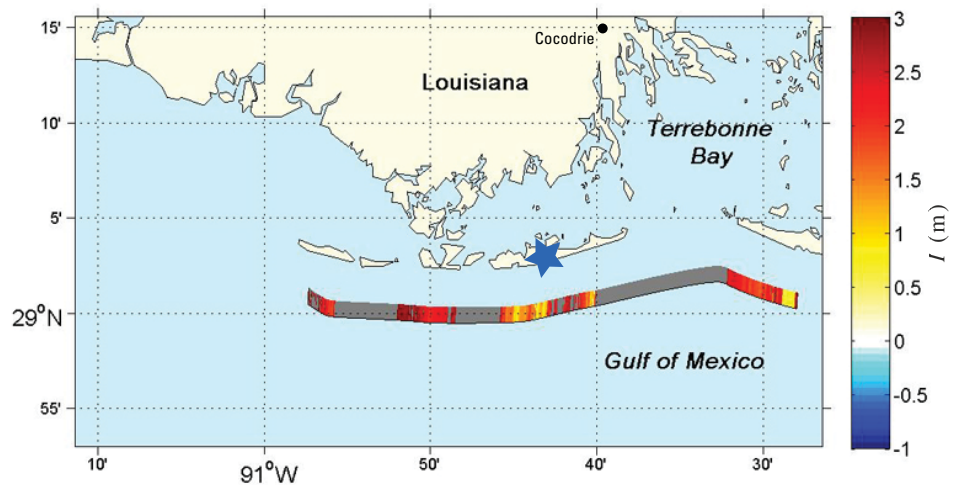 15'
Cocodrie
Louisiana
10'
Terrebonne
Bay
5'
29°N
Gulf of Mexico
55'
10'
91°W
50'
40'
30'
3
2.5
2
1.5
1
0.5
0
-0.5
-1
I (m)